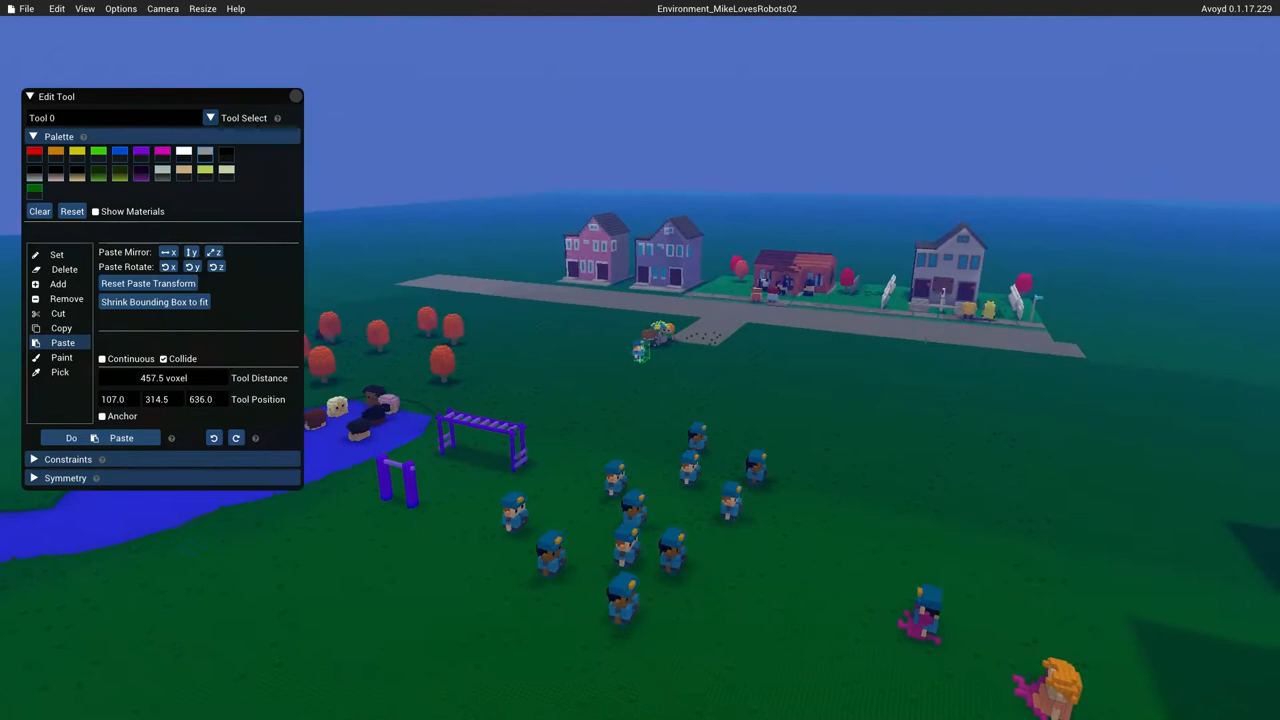 File Edit View Options Camera Resize Help Environment_MikeLovesRobots02 Avoyd 0.1.17.229
Edit Tool
Tool 0 Tool Select ?
Palette ?
Clear Reset Show Materials
Set
Delete
Add
Remove
Cut
Copy
Paste
Paint
Pick
Paste Mirror: x y z
Paste Rotate: x y z
Reset Paste Transform
Shrink Bounding Box to fit
Continuous Collide
457.5 voxel Tool Distance
107.0 314.5 636.0 Tool Position
Anchor
Do Paste ? ?
Constraints ?
Symmetry ?